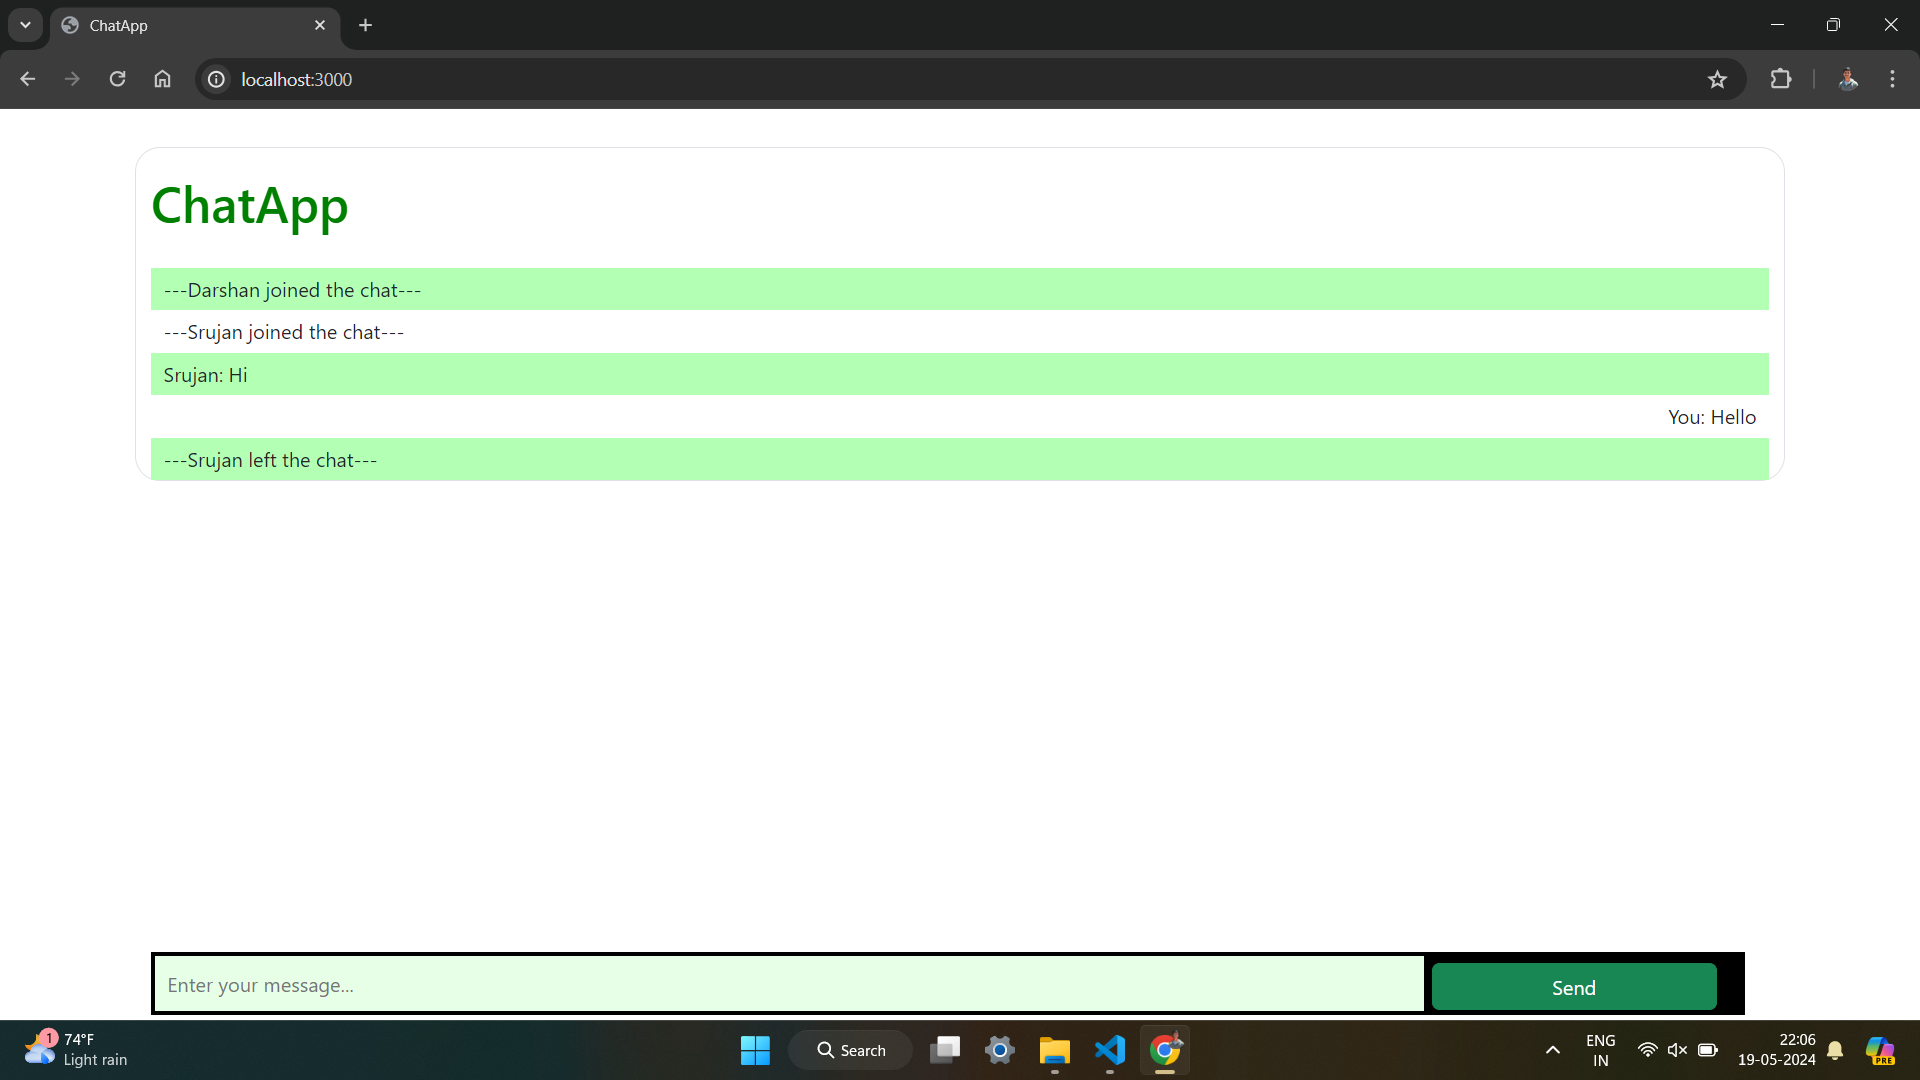 ChatApp
localhost:3000
ChatApp
---Darshan joined the chat---
---Srujan joined the chat---
Srujan: Hi
You: Hello
---Srujan left the chat---
Enter your message...
Send
1
74°F
Light rain
Search
ENG
IN
22:06
19-05-2024
PRE